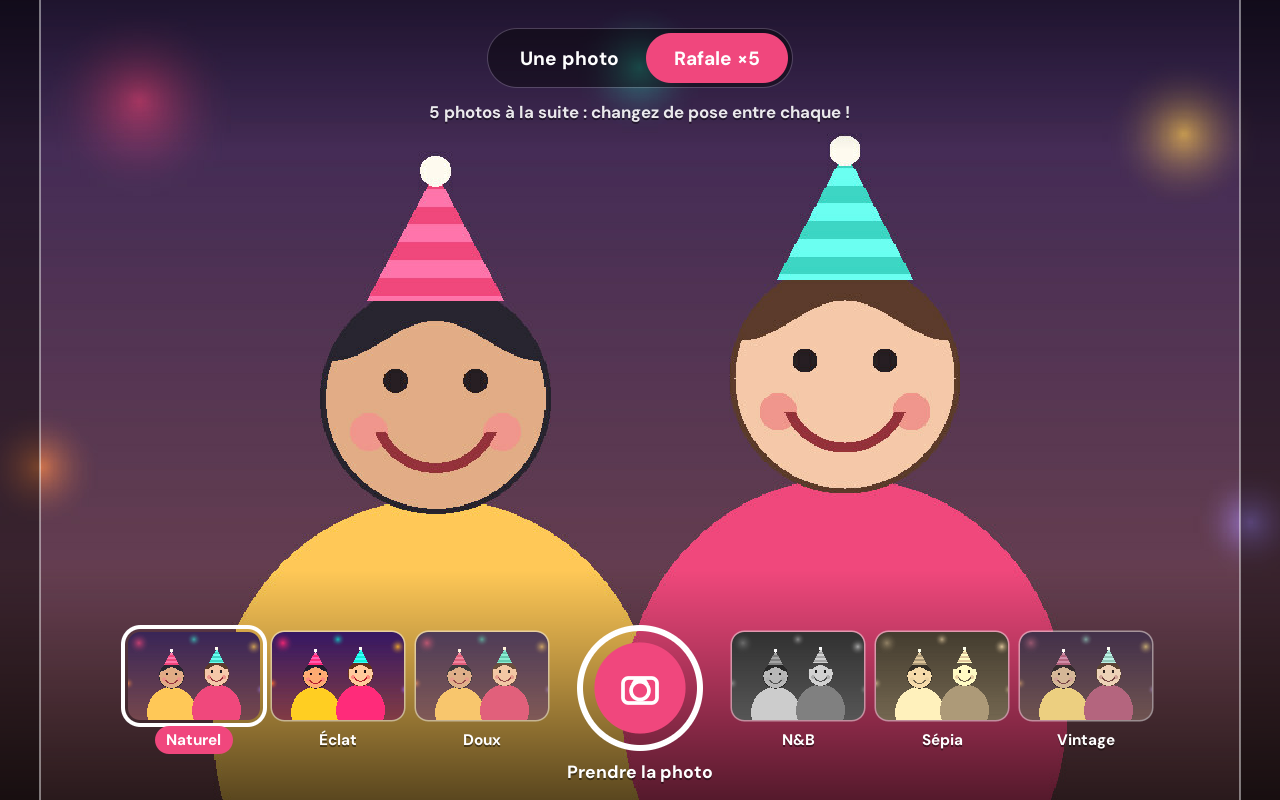 Une photo
Rafale ×5
5 photos à la suite : changez de pose entre chaque !
Naturel
Éclat
Doux
N&B
Sépia
Vintage
Prendre la photo